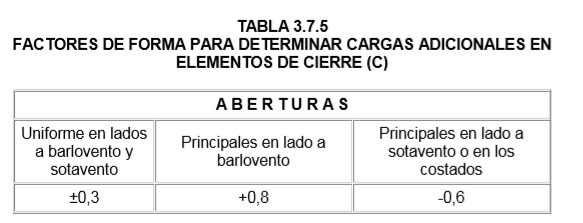 TABLA 3.7.5
FACTORES DE FORMA PARA DETERMINAR CARGAS ADICIONALES EN
ELEMENTOS DE CIERRE (C)
A B E R T U R A S
Uniforme en lados
a barlovento y
sotavento
Principales en lado a
barlovento
Principales en lado a
sotavento o en los
costados
±0,3
+0,8
-0,6